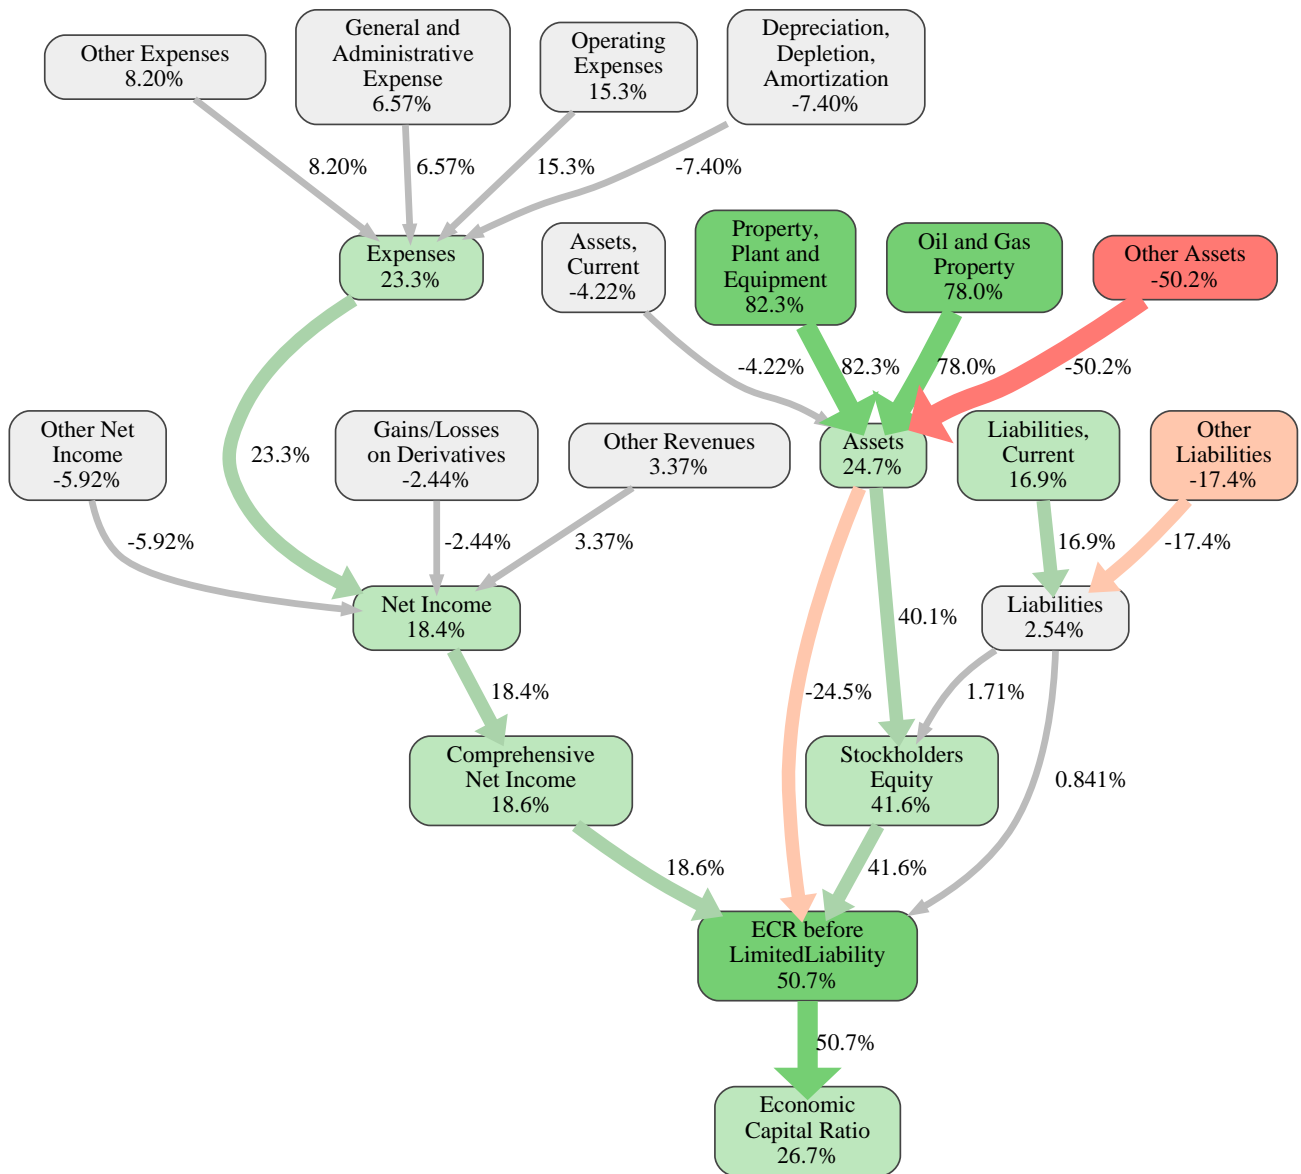 Other Expenses
8.20%
General and
Administrative
Expense
6.57%
Operating
Expenses
15.3%
Depreciation,
Depletion,
Amortization
-7.40%
8.20%
6.57%
15.3%
-7.40%
Expenses
23.3%
Assets,
Current
-4.22%
Property,
Plant and
Equipment
82.3%
Oil and Gas
Property
78.0%
Other Assets
-50.2%
-4.22%
82.3%
78.0%
-50.2%
Other Net
Income
-5.92%
23.3%
Gains/Losses
on Derivatives
-2.44%
Other Revenues
3.37%
Assets
24.7%
Liabilities,
Current
16.9%
Other
Liabilities
-17.4%
-5.92%
-2.44%
3.37%
16.9%
-17.4%
Net Income
18.4%
40.1%
Liabilities
2.54%
18.4%
-24.5%
1.71%
Comprehensive
Net Income
18.6%
Stockholders
Equity
41.6%
0.841%
18.6%
41.6%
ECR before
LimitedLiability
50.7%
50.7%
Economic
Capital Ratio
26.7%